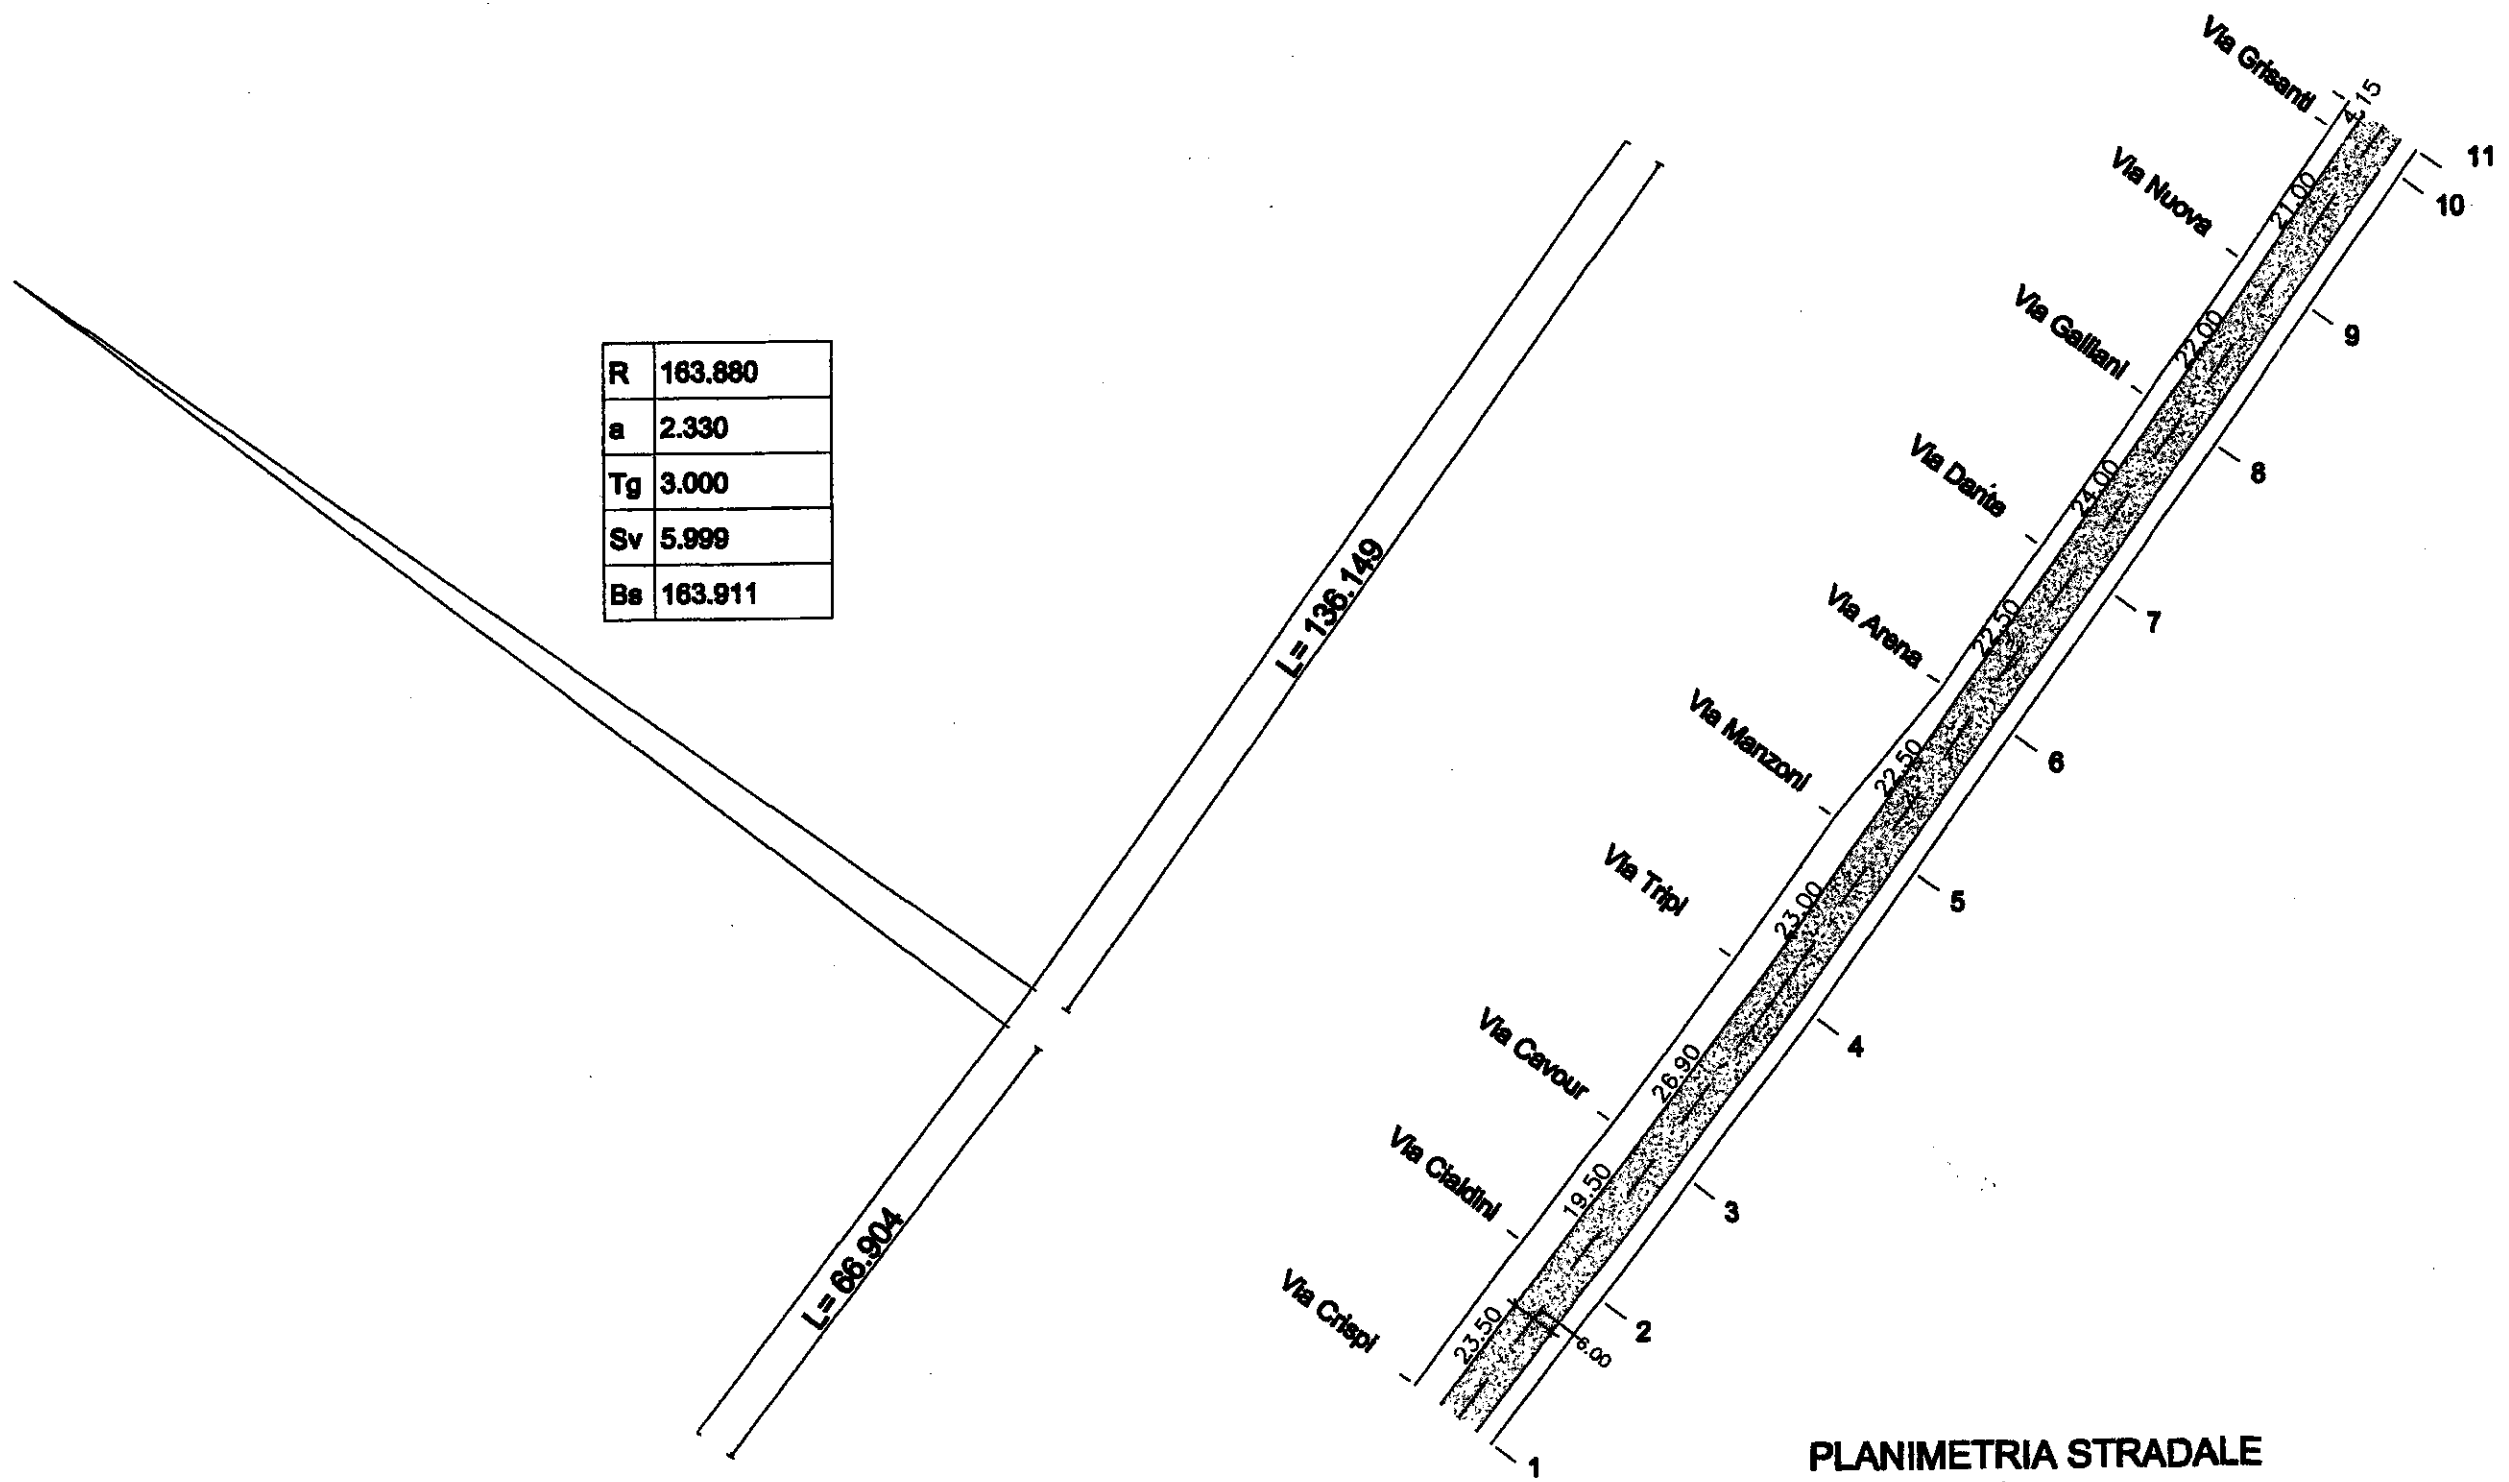 R 163.880
a 2.330
Tg 3.000
Sv 5.999
Bs 163.911
L= 136.149
L= 66.904
Via Grisanti
Via Nuova
Via Galliani
Via Dante
Via Arena
Via Manzoni
Via Tripi
Via Cavour
Via Cialdini
Via Crispi
4.15
21.00
22.00
24.00
22.50
22.50
23.00
26.90
19.50
23.50
6.00
11
10
9
8
7
6
5
4
3
2
1
PLANIMETRIA STRADALE